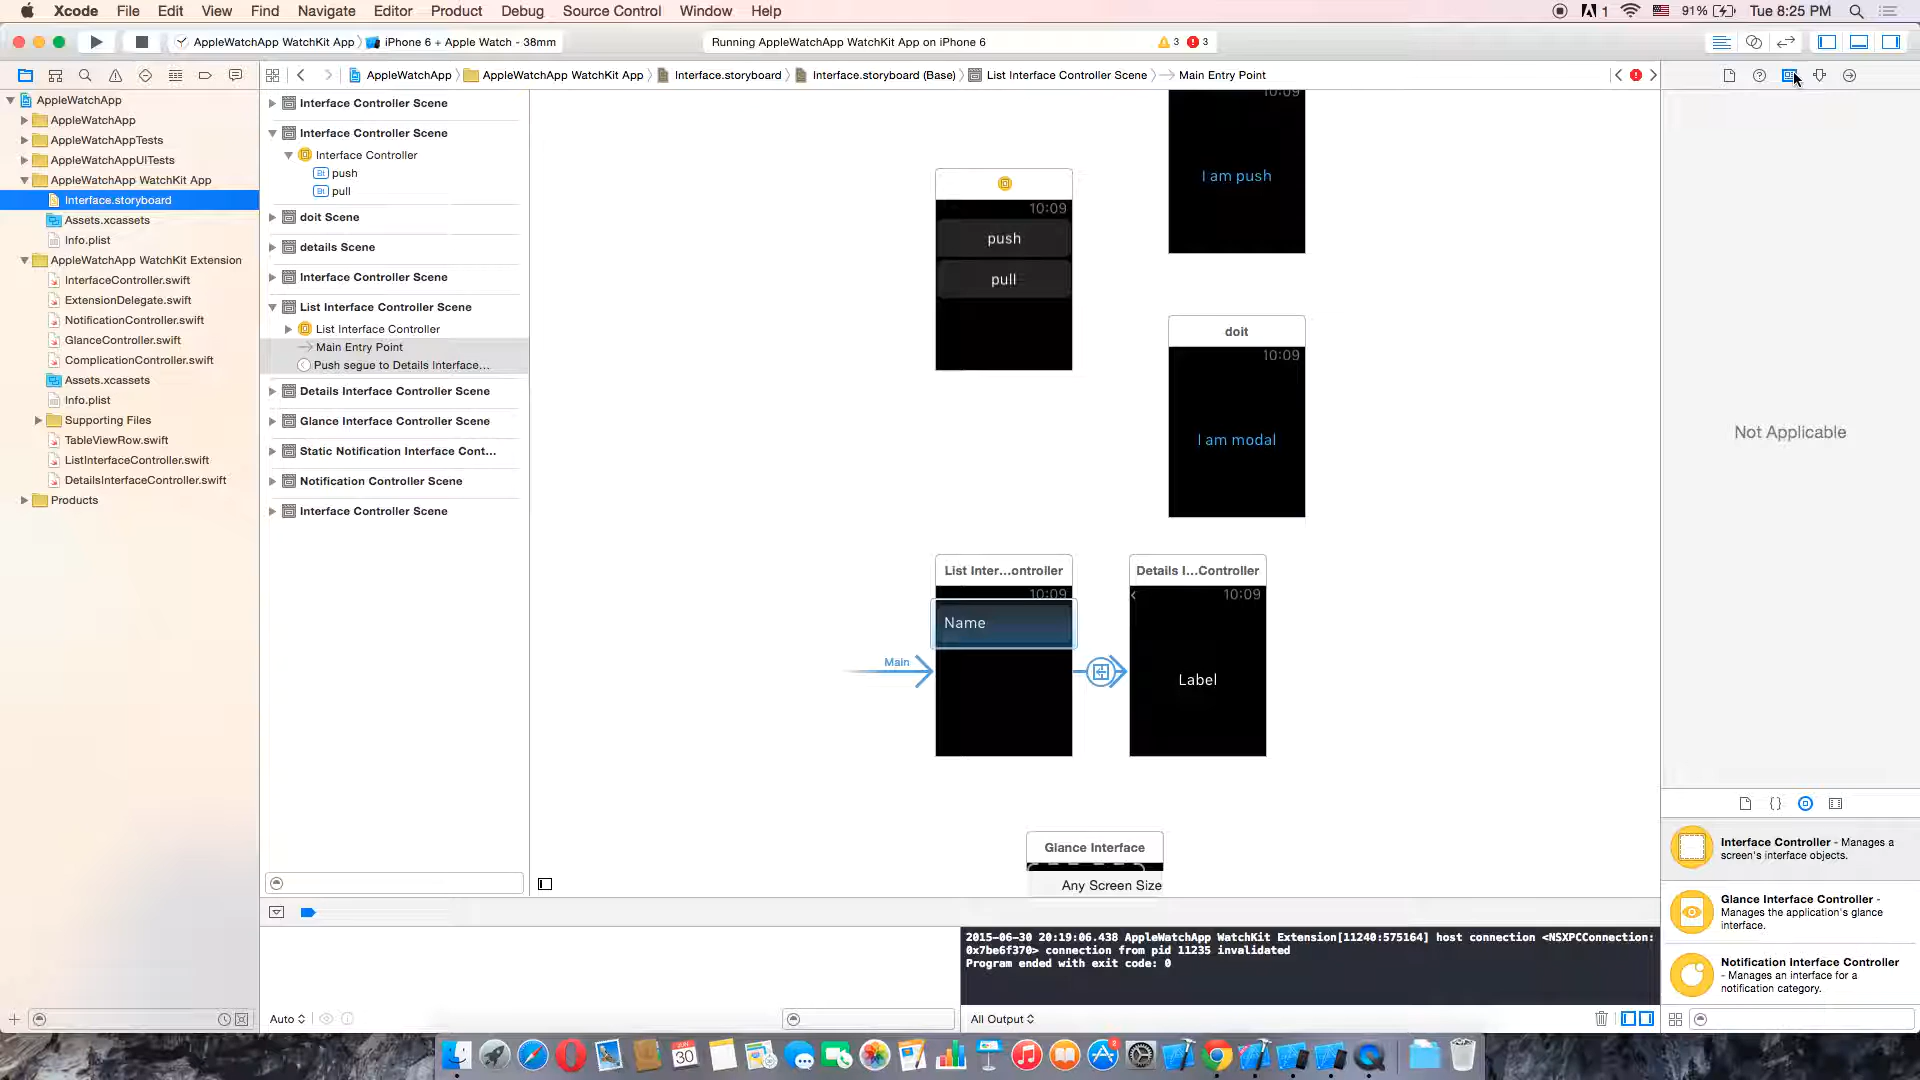 Xcode File Edit View Find Navigate Editor Product Debug Source Control Window Help
1 91% Tue 8:25 PM
AppleWatchApp WatchKit App iPhone 6 + Apple Watch - 38mm
Running AppleWatchApp WatchKit App on iPhone 6 3 3
AppleWatchApp AppleWatchApp WatchKit App Interface.storyboard Interface.storyboard (Base) List Interface Controller Scene Main Entry Point
AppleWatchApp
AppleWatchApp
AppleWatchAppTests
AppleWatchAppUITests
AppleWatchApp WatchKit App
Interface.storyboard
Assets.xcassets
Info.plist
AppleWatchApp WatchKit Extension
InterfaceController.swift
ExtensionDelegate.swift
NotificationController.swift
GlanceController.swift
ComplicationController.swift
Assets.xcassets
Info.plist
Supporting Files
TableViewRow.swift
ListInterfaceController.swift
DetailsInterfaceController.swift
Products
Interface Controller Scene
Interface Controller Scene
Interface Controller
push
pull
doit Scene
details Scene
Interface Controller Scene
List Interface Controller Scene
List Interface Controller
Main Entry Point
Push segue to Details Interface...
Details Interface Controller Scene
Glance Interface Controller Scene
Static Notification Interface Cont...
Notification Controller Scene
Interface Controller Scene
10:09
I am push
10:09
push
pull
doit
10:09
I am modal
List Inter...ontroller
10:09
Name
Main
Details I...Controller
10:09
Label
Glance Interface
Any Screen Size
Not Applicable
Interface Controller - Manages a
screen's interface objects.
Glance Interface Controller -
Manages the application's glance
interface.
Notification Interface Controller
- Manages an interface for a
notification category.
2015-06-30 20:19:06.438 AppleWatchApp WatchKit Extension[11240:575164] host connection <NSXPCConnection:
0x7be6f370> connection from pid 11235 invalidated
Program ended with exit code: 0
Auto
All Output
JUN
30
2